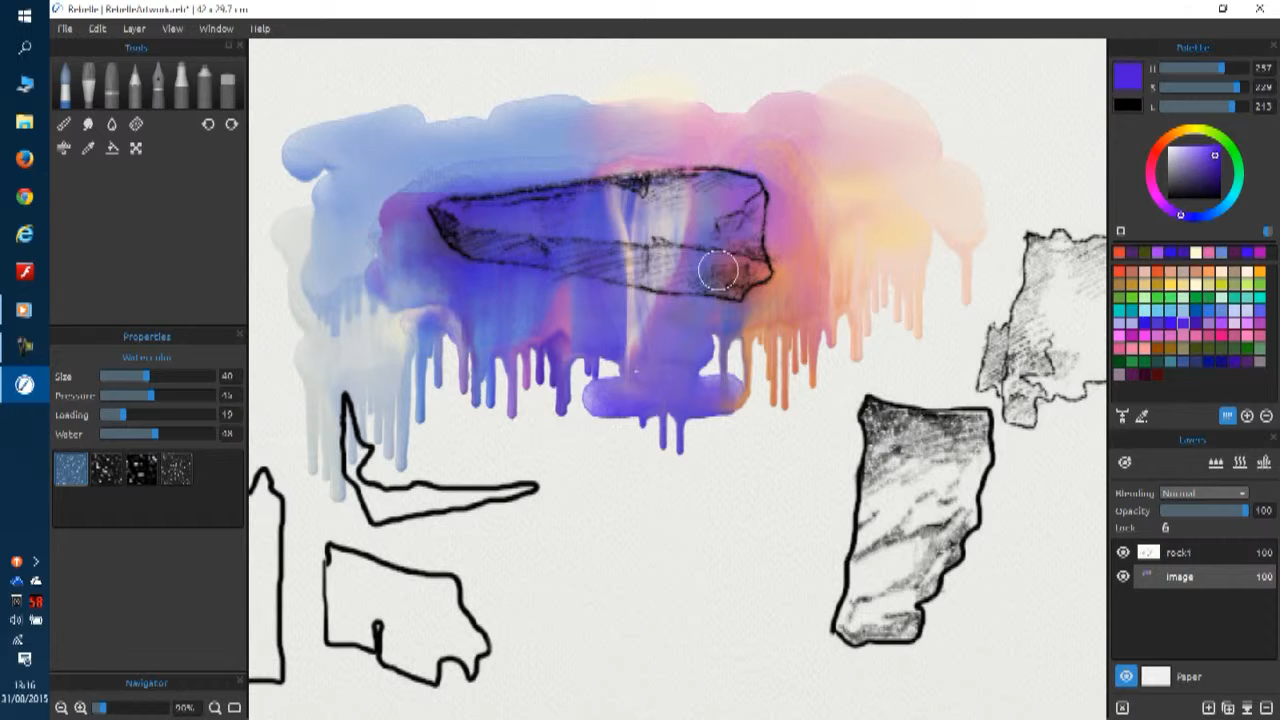 Rebelle | RebelleArtwork.reb* | 42 x 29.7 cm
File Edit Layer View Window Help
Tools
Properties
Watercolor
Size 40
Pressure 45
Loading 19
Water 48
Navigator
90%
58
13:16
31/08/2015
Palette
H 257
S 229
L 213
Layers
Blending Normal
Opacity 100
Lock
rock1 100
image 100
Paper